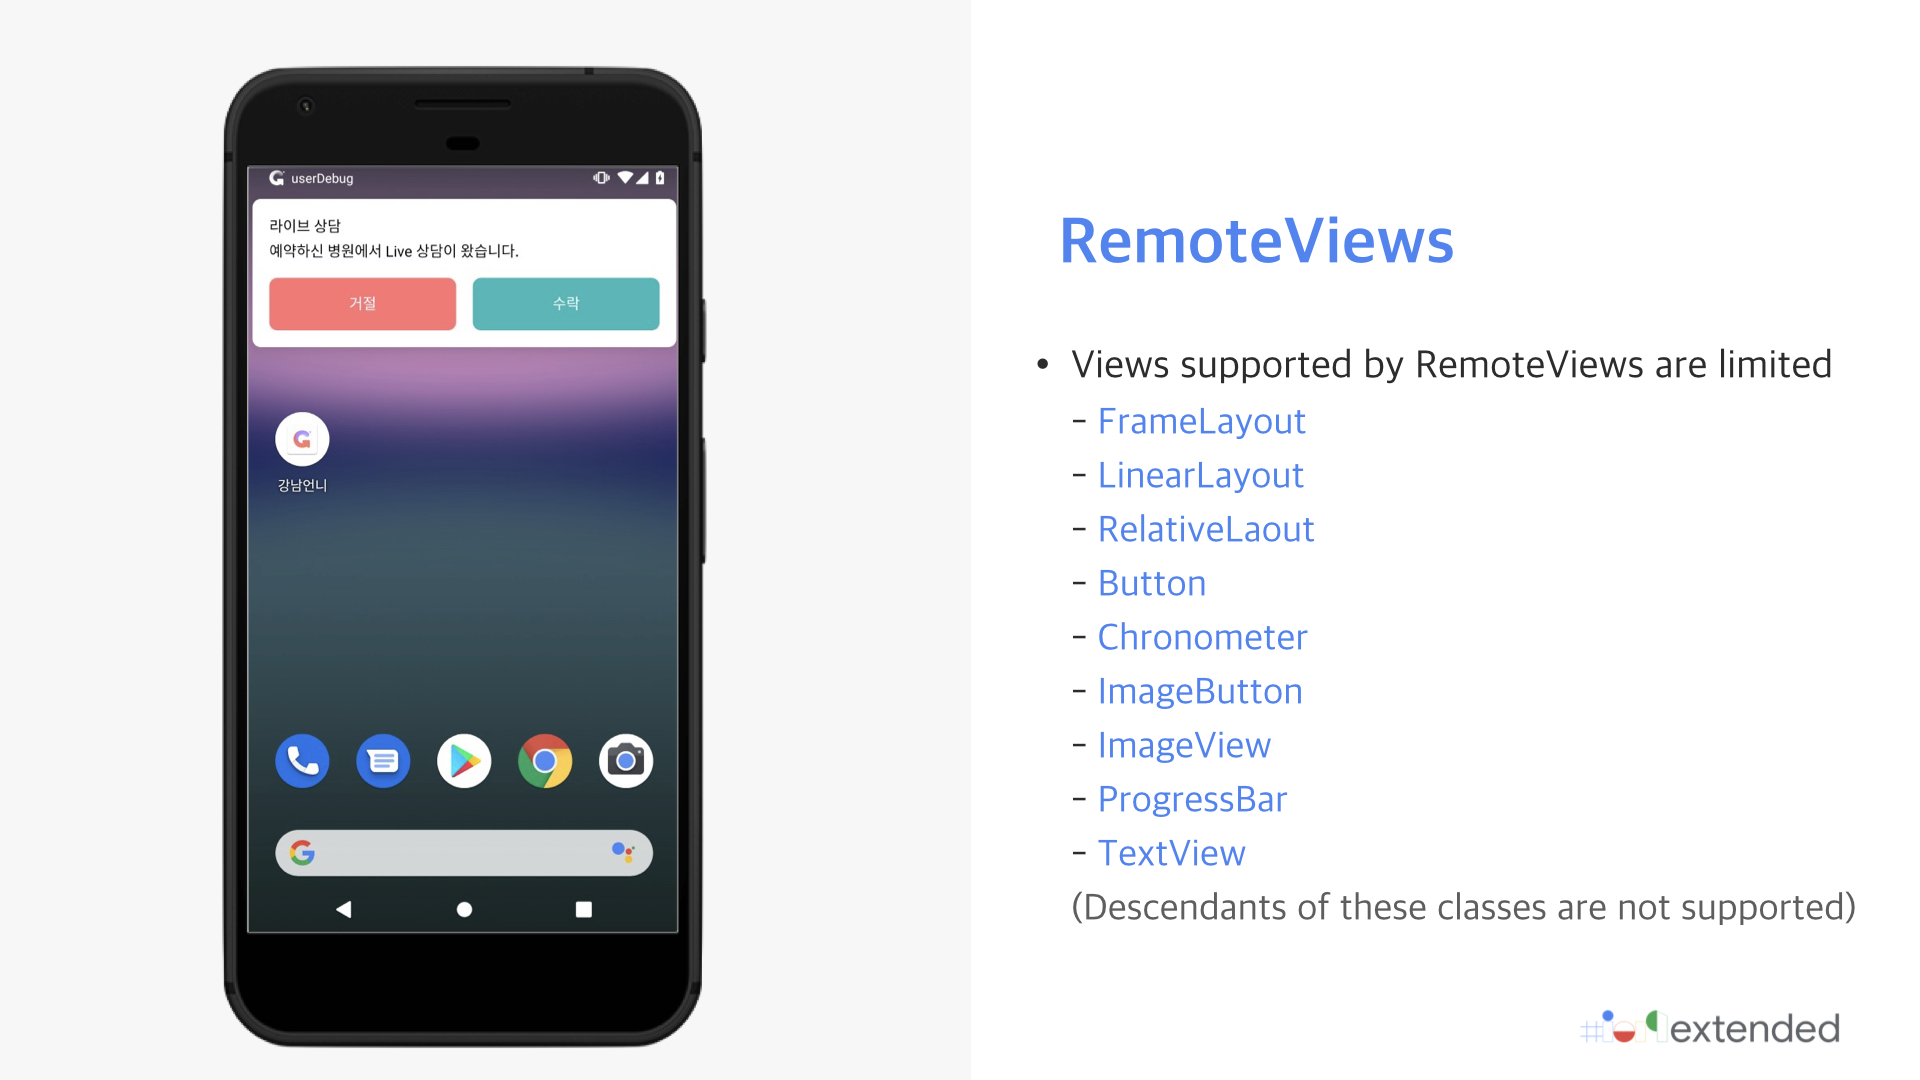 userDebug
라이브 상담
예약하신 병원에서 Live 상담이 왔습니다.
거절
수락
강남언니
RemoteViews
• Views supported by RemoteViews are limited
- FrameLayout
- LinearLayout
- RelativeLaout
- Button
- Chronometer
- ImageButton
- ImageView
- ProgressBar
- TextView
(Descendants of these classes are not supported)
#io19extended